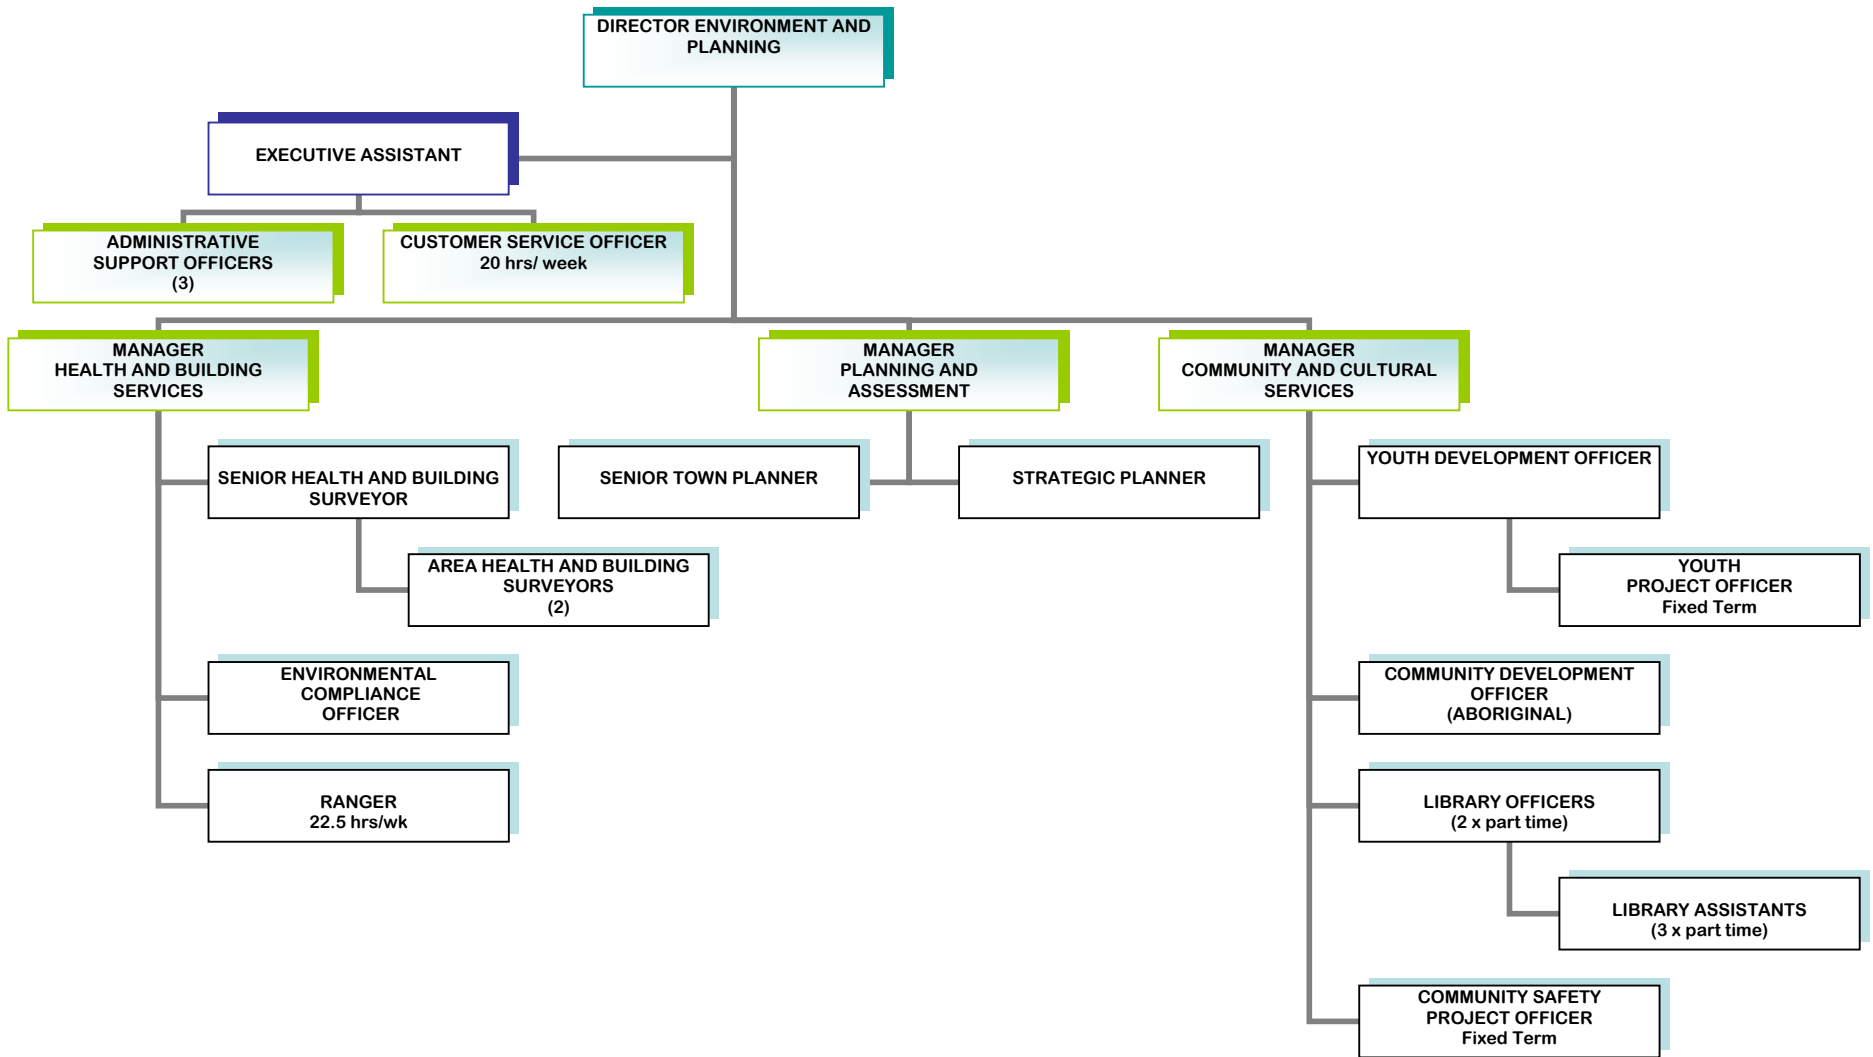 DIRECTOR ENVIRONMENT AND
PLANNING
EXECUTIVE ASSISTANT
ADMINISTRATIVE
SUPPORT OFFICERS
(3)
CUSTOMER SERVICE OFFICER
20 hrs/ week
MANAGER
HEALTH AND BUILDING
SERVICES
MANAGER
PLANNING AND
ASSESSMENT
MANAGER
COMMUNITY AND CULTURAL
SERVICES
SENIOR HEALTH AND BUILDING
SURVEYOR
SENIOR TOWN PLANNER
STRATEGIC PLANNER
YOUTH DEVELOPMENT OFFICER
AREA HEALTH AND BUILDING
SURVEYORS
(2)
YOUTH
PROJECT OFFICER
Fixed Term
ENVIRONMENTAL
COMPLIANCE
OFFICER
COMMUNITY DEVELOPMENT
OFFICER
(ABORIGINAL)
RANGER
22.5 hrs/wk
LIBRARY OFFICERS
(2 x part time)
LIBRARY ASSISTANTS
(3 x part time)
COMMUNITY SAFETY
PROJECT OFFICER
Fixed Term